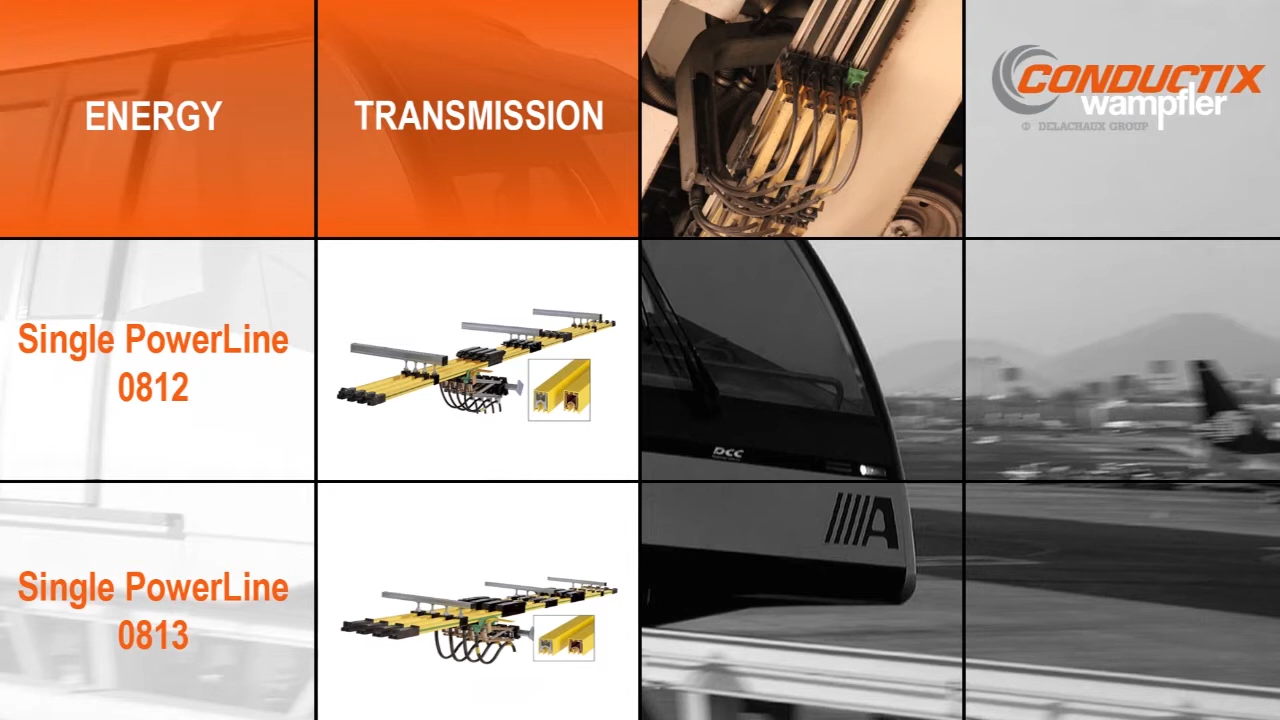 ENERGY TRANSMISSION
CONDUCTIX
wampfler
DELACHAUX GROUP
Single PowerLine
0812
DCC
A
Single PowerLine
0813